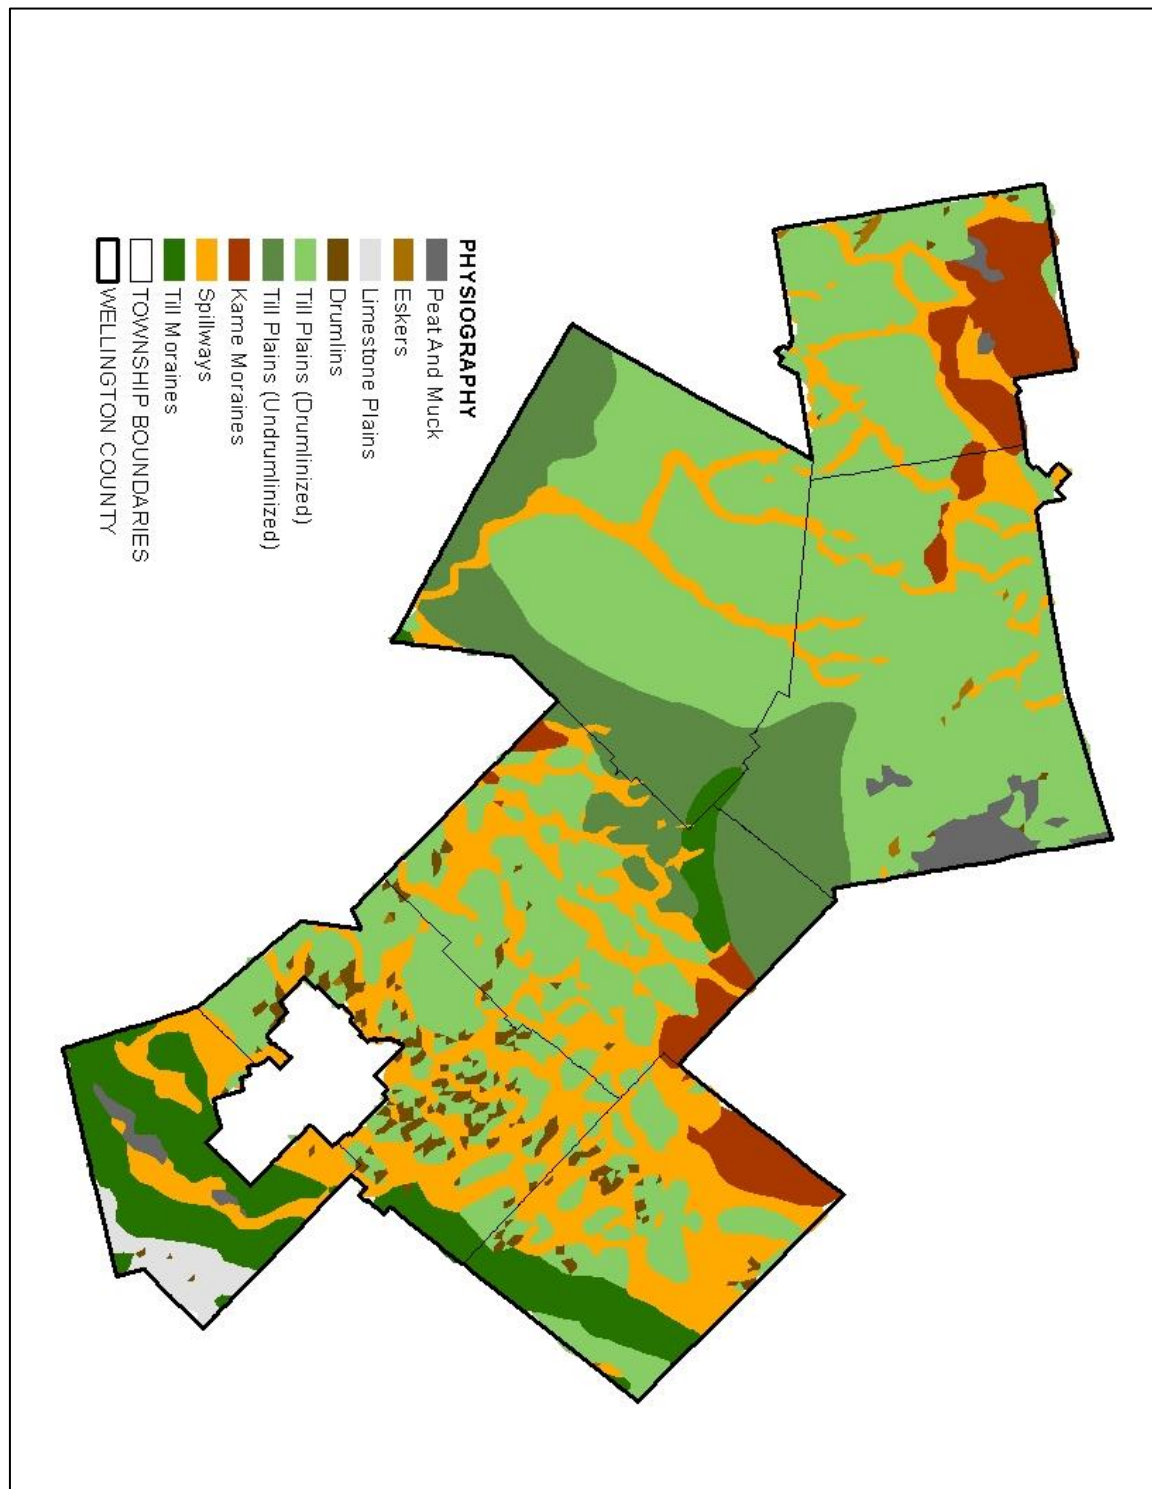 PHYSIOGRAPHY
Peat And Muck
Eskers
Limestone Plains
Drumlins
Till Plains (Drumlinized)
Till Plains (Undrumlinized)
Kame Moraines
Spillways
Till Moraines
TOWNSHIP BOUNDARIES
WELLINGTON COUNTY